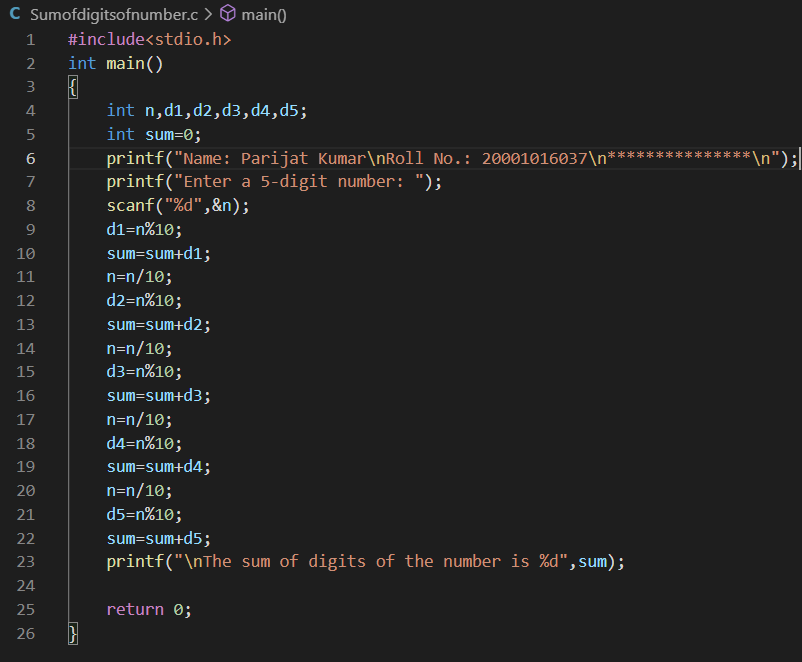 C Sumofdigitsofnumber.c > main()
1 #include<stdio.h>
2 int main()
3 {
4 int n,d1,d2,d3,d4,d5;
5 int sum=0;
6 printf("Name: Parijat Kumar\nRoll No.: 20001016037\n***************\n");
7 printf("Enter a 5-digit number: ");
8 scanf("%d",&n);
9 d1=n%10;
10 sum=sum+d1;
11 n=n/10;
12 d2=n%10;
13 sum=sum+d2;
14 n=n/10;
15 d3=n%10;
16 sum=sum+d3;
17 n=n/10;
18 d4=n%10;
19 sum=sum+d4;
20 n=n/10;
21 d5=n%10;
22 sum=sum+d5;
23 printf("\nThe sum of digits of the number is %d",sum);
24
25 return 0;
26 }